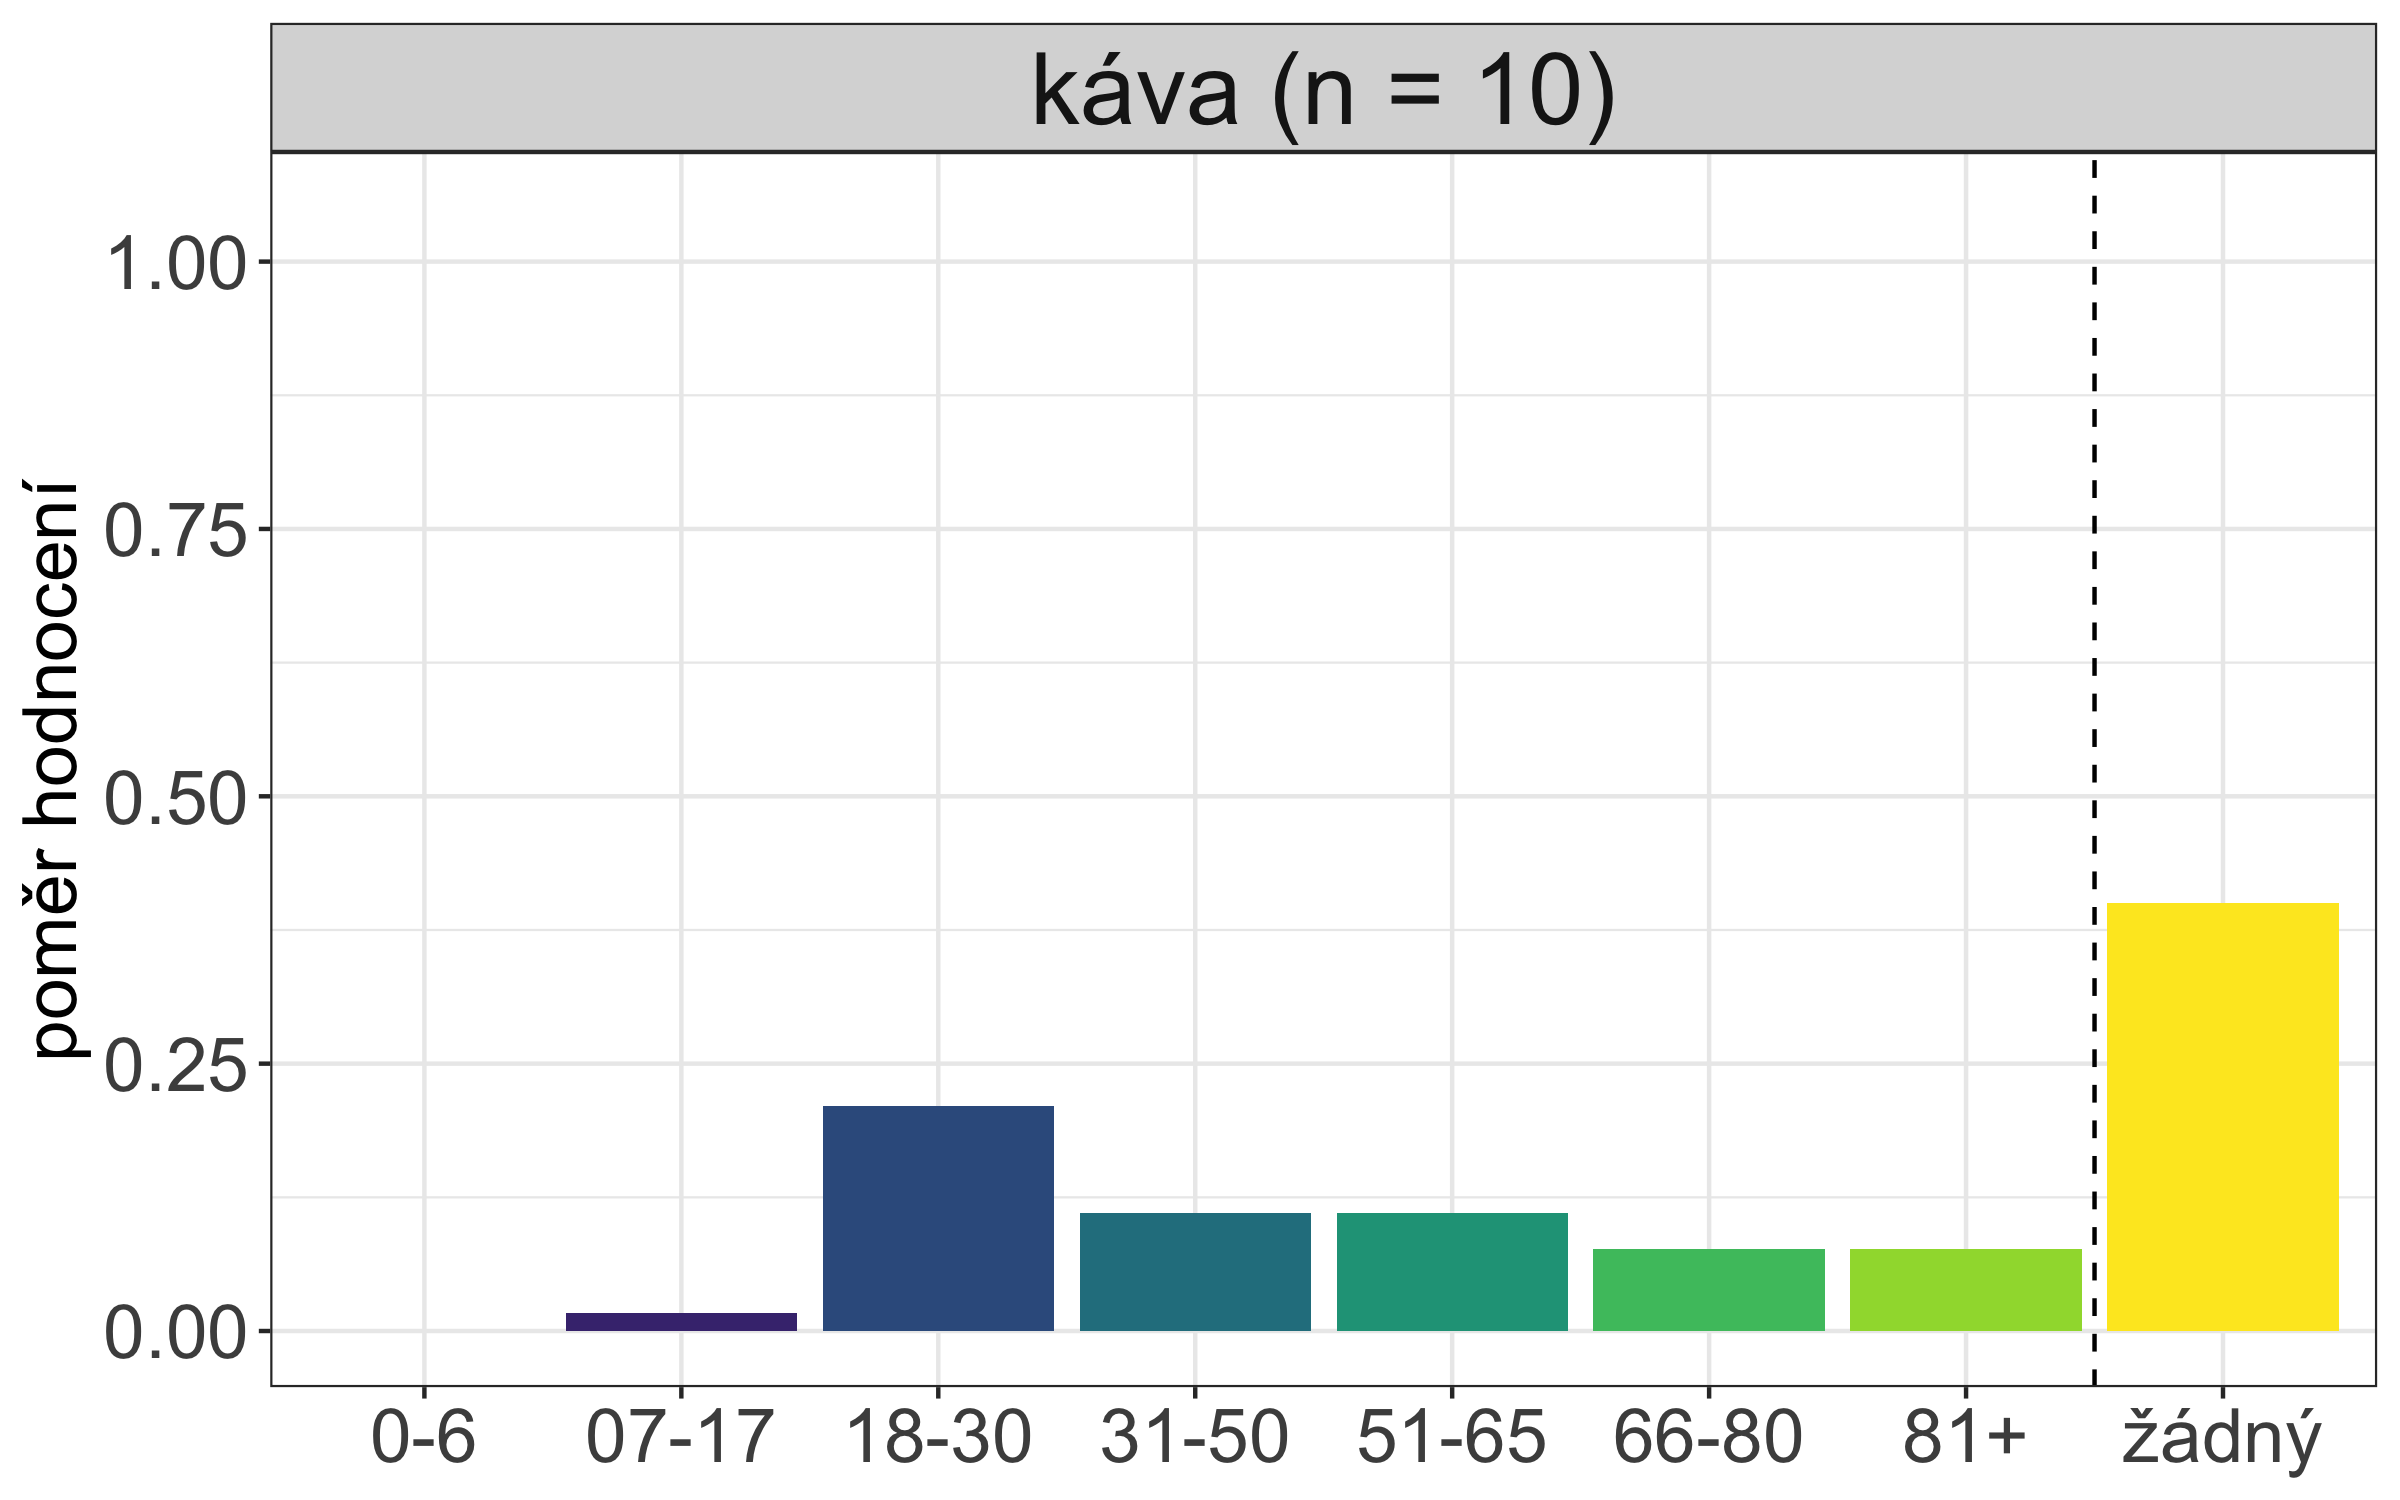 káva (n = 10)
poměr hodnocení
1.00
0.75
0.50
0.25
0.00
0-6 07-17 18-30 31-50 51-65 66-80 81+ žádný